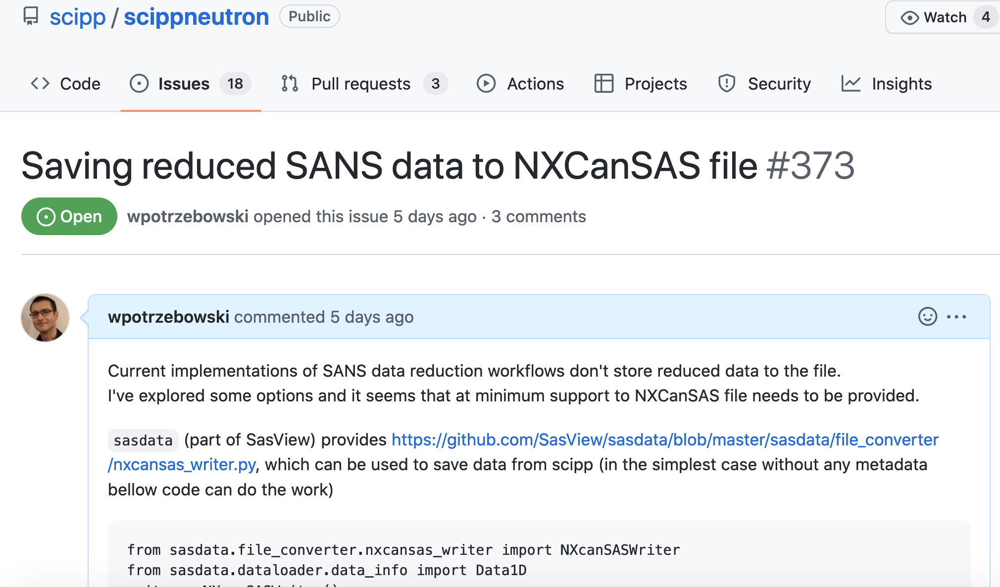 scipp / scippneutron Public Watch 4
Code Issues 18 Pull requests 3 Actions Projects Security Insights
Saving reduced SANS data to NXCanSAS file #373
Open wpotrzebowski opened this issue 5 days ago · 3 comments
wpotrzebowski commented 5 days ago
Current implementations of SANS data reduction workflows don't store reduced data to the file.
I've explored some options and it seems that at minimum support to NXCanSAS file needs to be provided.
sasdata (part of SasView) provides https://github.com/SasView/sasdata/blob/master/sasdata/file_converter
/nxcansas_writer.py, which can be used to save data from scipp (in the simplest case without any metadata
bellow code can do the work)
from sasdata.file_converter.nxcansas_writer import NXcanSASWriter
from sasdata.dataloader.data_info import Data1D